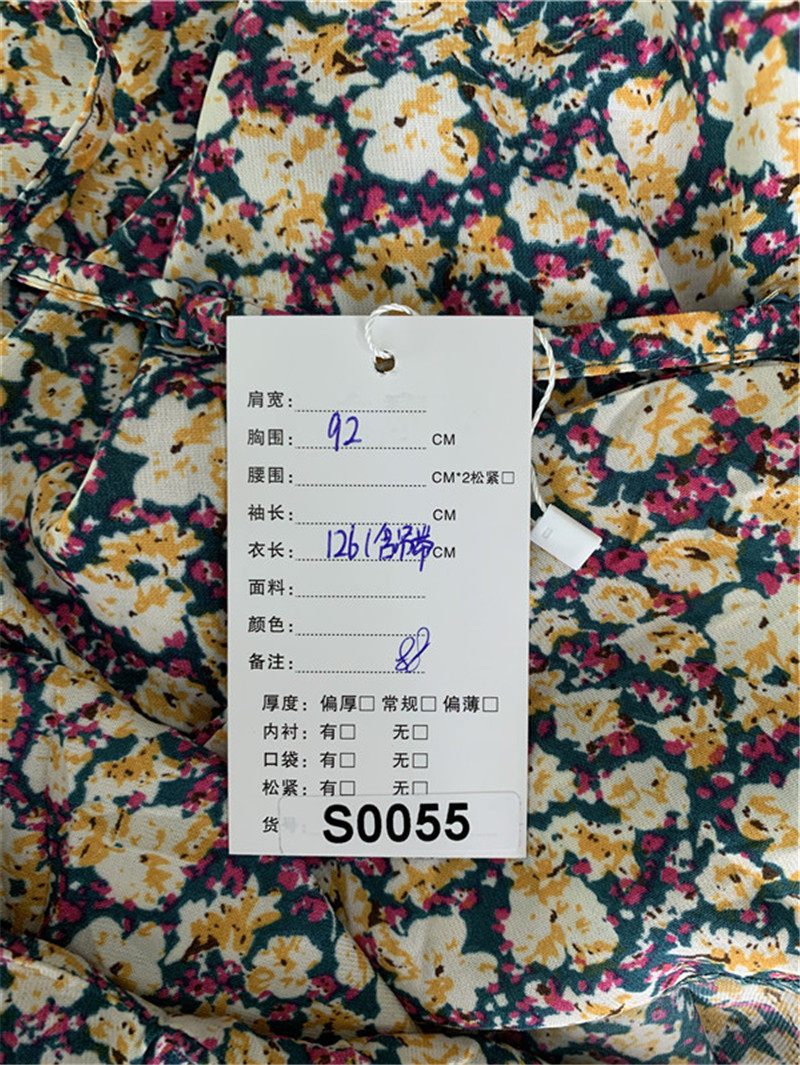 肩宽:
胸围: 92 CM
腰围: CM*2松紧□
袖长: CM
衣长: 126(含吊带 CM
面料:
颜色:
备注:
厚度: 偏厚□ 常规□ 偏薄□
内衬: 有□ 无□
口袋: 有□ 无□
松紧: 有□ 无□
货号: S0055